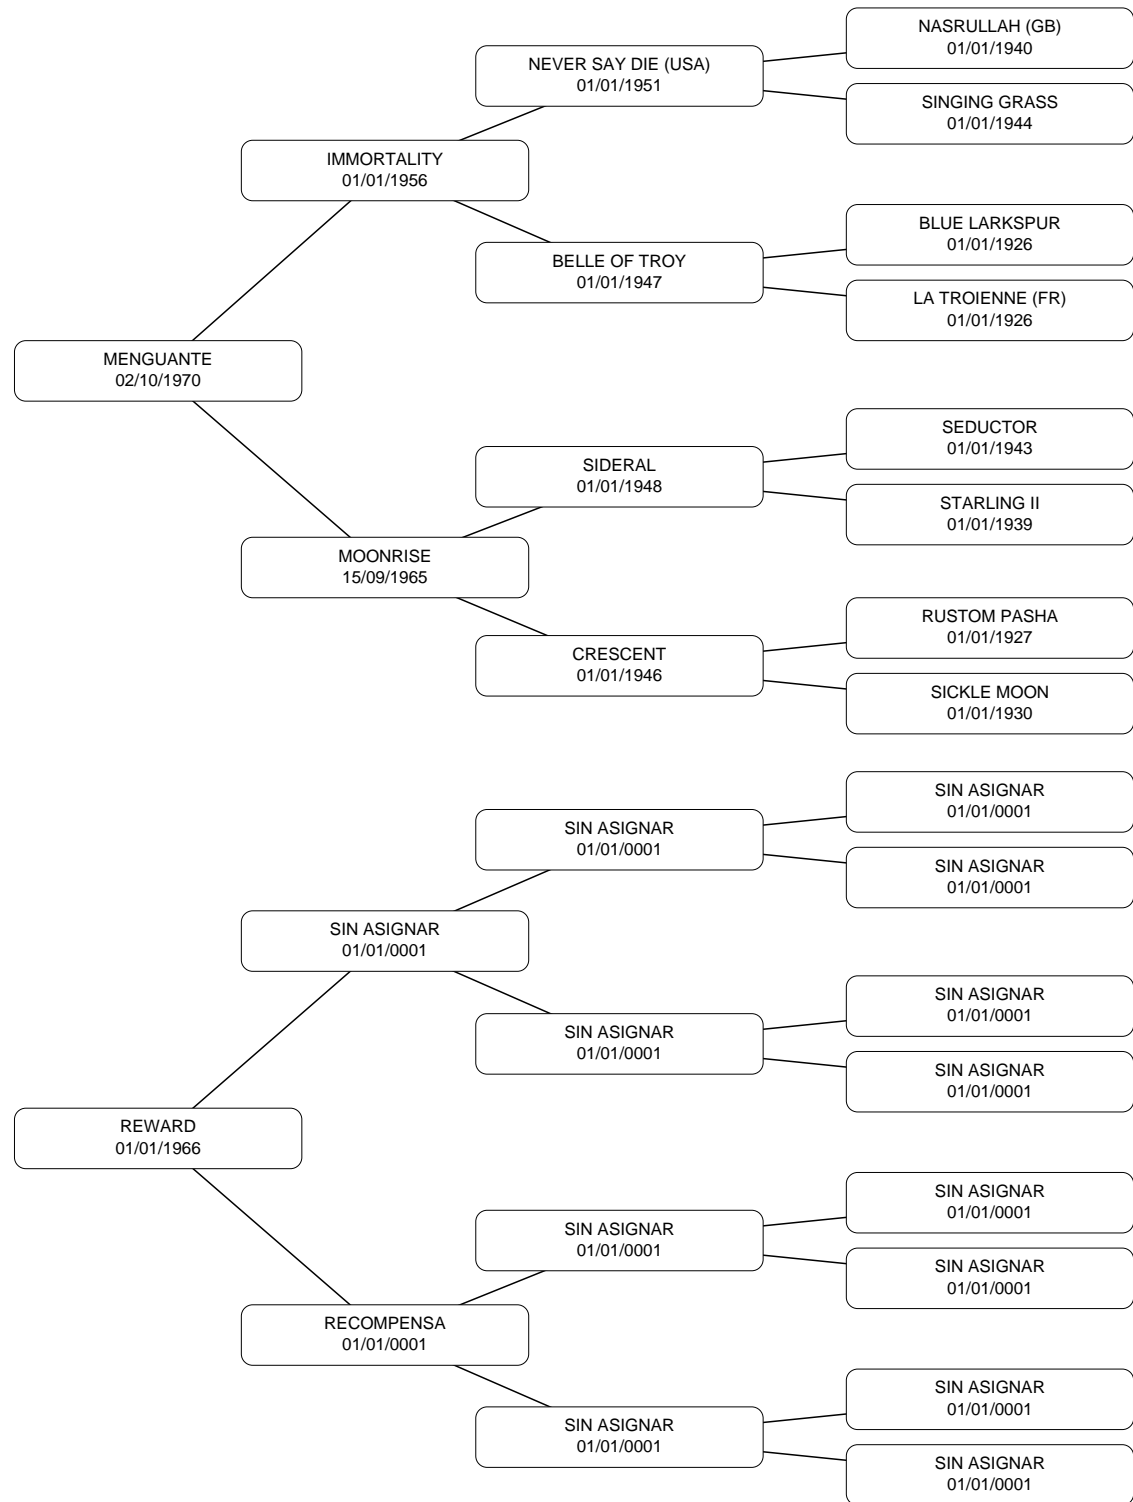 NASRULLAH (GB)
01/01/1940
NEVER SAY DIE (USA)
01/01/1951
SINGING GRASS
01/01/1944
IMMORTALITY
01/01/1956
BLUE LARKSPUR
01/01/1926
BELLE OF TROY
01/01/1947
LA TROIENNE (FR)
01/01/1926
MENGUANTE
02/10/1970
SEDUCTOR
01/01/1943
SIDERAL
01/01/1948
STARLING II
01/01/1939
MOONRISE
15/09/1965
RUSTOM PASHA
01/01/1927
CRESCENT
01/01/1946
SICKLE MOON
01/01/1930
SIN ASIGNAR
01/01/0001
SIN ASIGNAR
01/01/0001
SIN ASIGNAR
01/01/0001
SIN ASIGNAR
01/01/0001
SIN ASIGNAR
01/01/0001
SIN ASIGNAR
01/01/0001
SIN ASIGNAR
01/01/0001
REWARD
01/01/1966
SIN ASIGNAR
01/01/0001
SIN ASIGNAR
01/01/0001
SIN ASIGNAR
01/01/0001
RECOMPENSA
01/01/0001
SIN ASIGNAR
01/01/0001
SIN ASIGNAR
01/01/0001
SIN ASIGNAR
01/01/0001